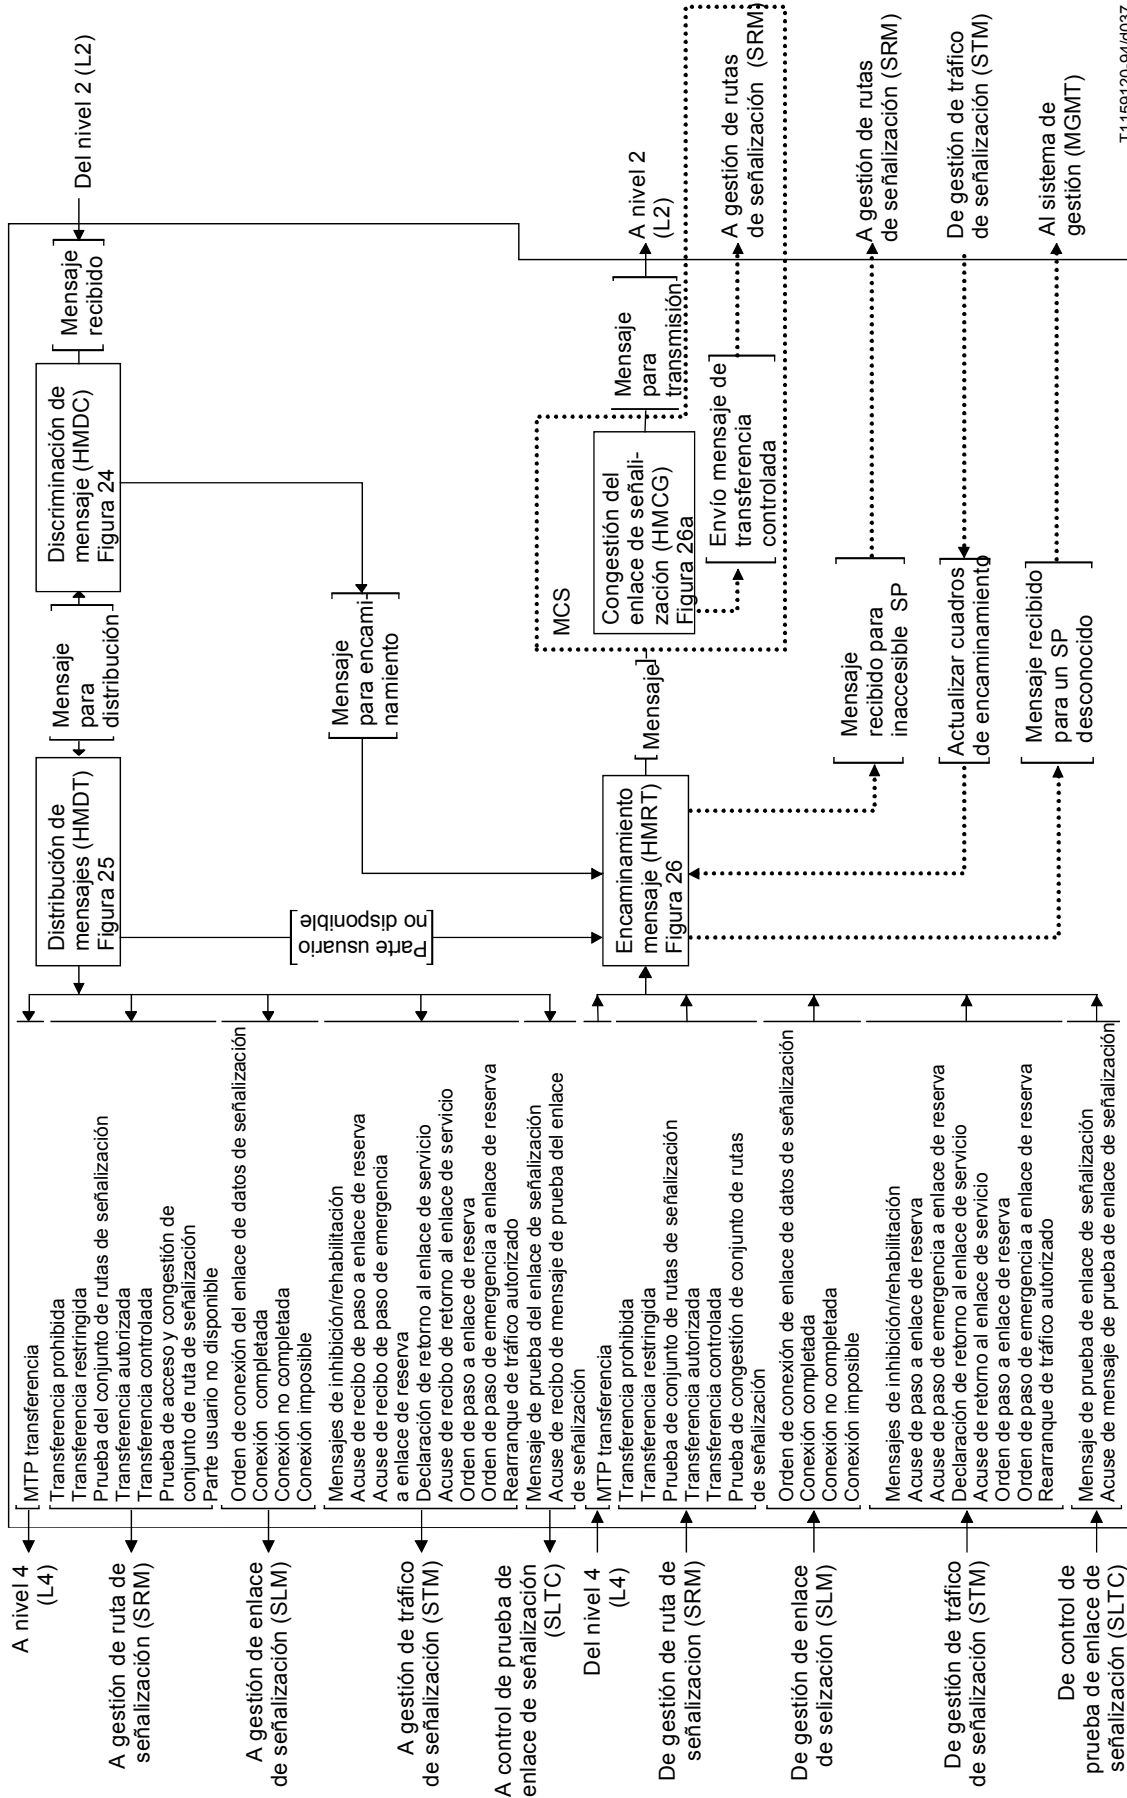 A nivel 4
(L4)
[MTP transferencia
A gestión de ruta de
señalización (SRM)
Transferencia prohibida
Transferencia restringida
Prueba del conjunto de rutas de señalización
Transferencia autorizada
Transferencia controlada
Prueba de acceso y congestión de
conjunto de ruta de señalización
Parte usuario no disponible
A gestión de enlace
de señalización (SLM)
Orden de conexión del enlace de datos de señalización
Conexión completada
Conexión no completada
Conexión imposible
A gestión de tráfico
de señalización (STM)
Mensajes de inhibición/rehabilitación
Acuse de recibo de paso a enlace de reserva
Acuse de recibo de paso de emergencia
a enlace de reserva
Declaración de retorno al enlace de servicio
Acuse de recibo de retorno al enlace de servicio
Orden de paso a enlace de reserva
Orden de paso de emergencia a enlace de reserva
Rearranque de tráfico autorizado
A control de prueba de
enlace de señalización
(SLTC)
Mensaje de prueba del enlace de señalización
Acuse de recibo de mensaje de prueba del enlace
de señalización
Del nivel 4
(L4)
MTP transferencia
De gestión de ruta de
señalizacion (SRM)
Transferencia prohibida
Transferencia restringida
Prueba de conjunto de rutas de señalización
Transferencia autorizada
Transferencia controlada
Prueba de congestión de conjunto de rutas
de señalización
De gestión de enlace
de selización (SLM)
Orden de conexión de enlace de datos de señalización
Conexión completada
Conexión no completada
Conexión imposible
De gestión de tráfico
de señalización (STM)
Mensajes de inhibición/rehabilitación
Acuse de paso a enlace de reserva
Acuse de paso de emergencia a enlace de reserva
Declaración de retorno al enlace de servicio
Acuse de retorno al enlace de servicio
Orden de paso a enlace de reserva
Orden de paso de emergencia a enlace de reserva
Rearranque de tráfico autorizado
De control de
prueba de enlace de
señalización (SLTC)
Mensaje de prueba de enlace de señalización
Acuse de mensaje de prueba de enlace de señalización
Distribución de
mensajes (HMDT)
Figura 25
Mensaje
para
distribución
Discriminación de
mensaje (HMDC)
Figura 24
Mensaje
recibido
Del nivel 2 (L2)
Parte usuario
no disponible
Mensaje
para encami-
namiento
Encaminamiento
mensaje (HMRT)
Figura 26
Mensaje
MCS
Congestión del
enlace de señali-
zación (HMCG)
Figura 26a
Mensaje
para
transmisión
A nivel 2
(L2)
Envío mensaje de
transferencia
controlada
A gestión de rutas
de señalización (SRM)
Mensaje
recibido para
inaccesible SP
A gestión de rutas
de señalización (SRM)
Actualizar cuadros
de encaminamiento
De gestión de tráfico
de señalización (STM)
Mensaje recibido
para un SP
desconocido
Al sistema de
gestión (MGMT)
T1159120-94/d037